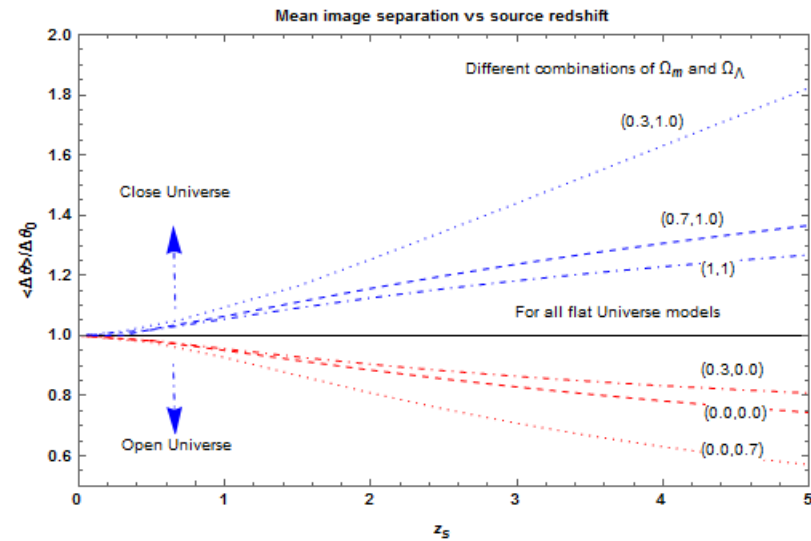 Mean image separation vs source redshift
2.0
Different combinations of Ωm and ΩΛ
1.8
(0.3,1.0)
1.6
Close Universe
1.4
(0.7,1.0)
<Δθ>/Δθ0
1.2
(1,1)
For all flat Universe models
1.0
(0.3,0.0)
0.8
(0.0,0.0)
Open Universe
(0.0,0.7)
0.6
0 1 2 3 4 5
zS